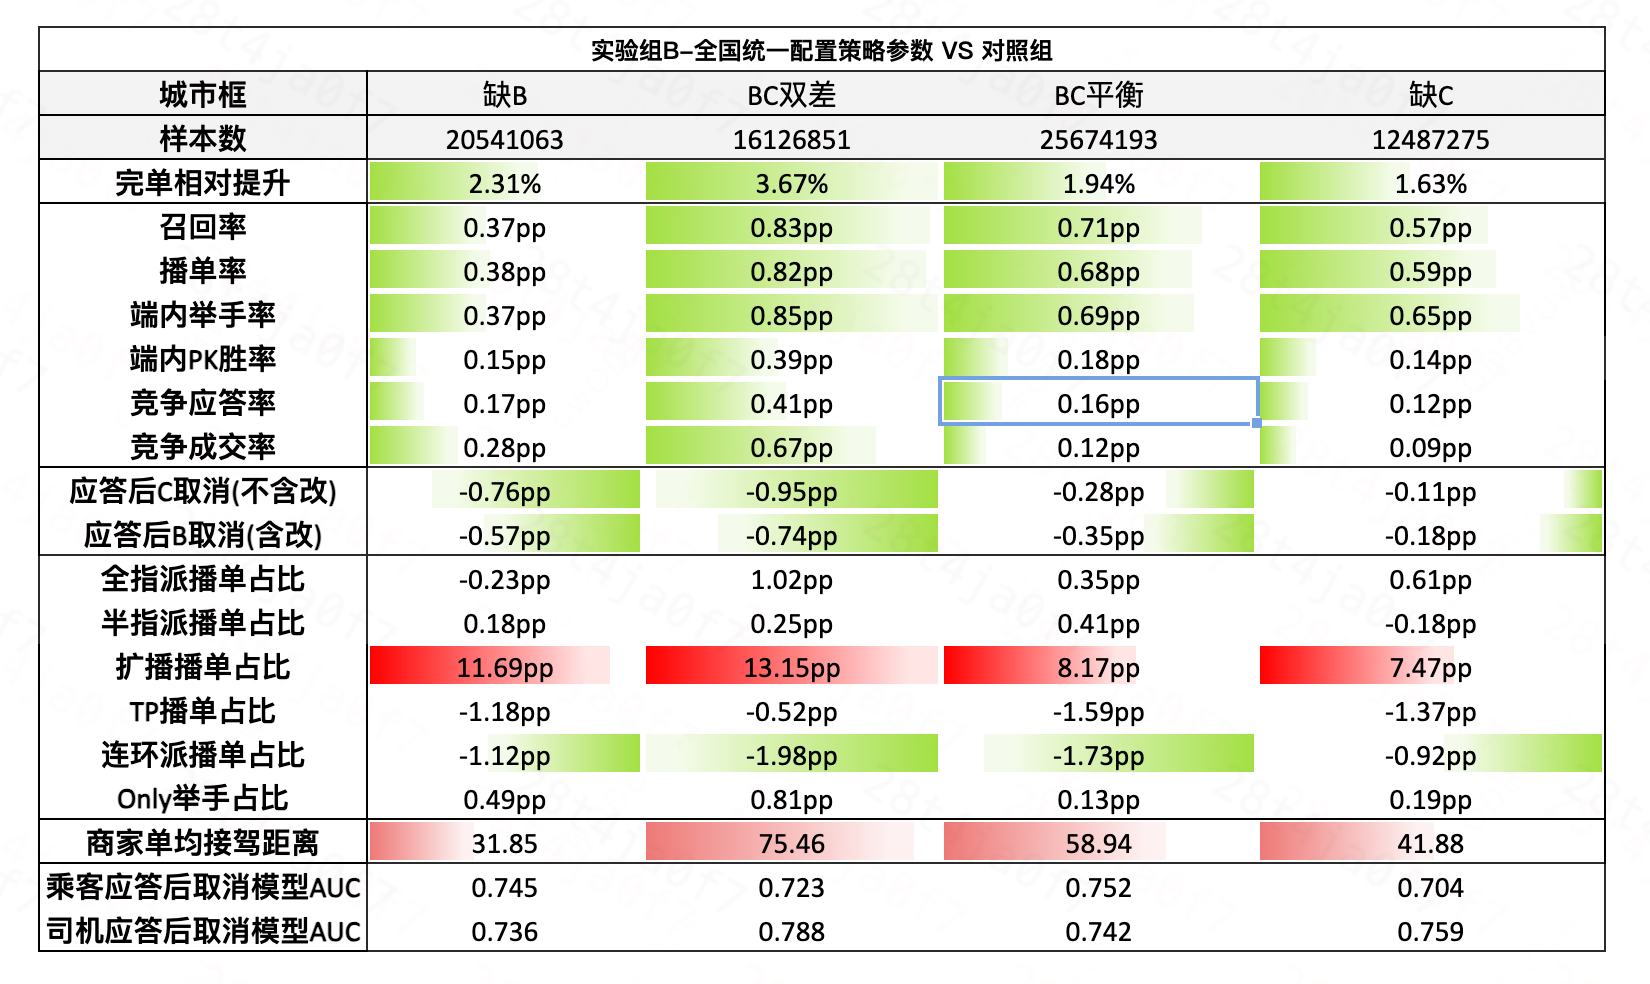 实验组B-全国统一配置策略参数 VS 对照组
城市框 缺B BC双差 BC平衡 缺C
样本数 20541063 16126851 25674193 12487275
完单相对提升 2.31% 3.67% 1.94% 1.63%
召回率 0.37pp 0.83pp 0.71pp 0.57pp
播单率 0.38pp 0.82pp 0.68pp 0.59pp
端内举手率 0.37pp 0.85pp 0.69pp 0.65pp
端内PK胜率 0.15pp 0.39pp 0.18pp 0.14pp
竞争应答率 0.17pp 0.41pp 0.16pp 0.12pp
竞争成交率 0.28pp 0.67pp 0.12pp 0.09pp
应答后C取消(不含改) -0.76pp -0.95pp -0.28pp -0.11pp
应答后B取消(含改) -0.57pp -0.74pp -0.35pp -0.18pp
全指派播单占比 -0.23pp 1.02pp 0.35pp 0.61pp
半指派播单占比 0.18pp 0.25pp 0.41pp -0.18pp
扩播播单占比 11.69pp 13.15pp 8.17pp 7.47pp
TP播单占比 -1.18pp -0.52pp -1.59pp -1.37pp
连环派播单占比 -1.12pp -1.98pp -1.73pp -0.92pp
Only举手占比 0.49pp 0.81pp 0.13pp 0.19pp
商家单均接驾距离 31.85 75.46 58.94 41.88
乘客应答后取消模型AUC 0.745 0.723 0.752 0.704
司机应答后取消模型AUC 0.736 0.788 0.742 0.759